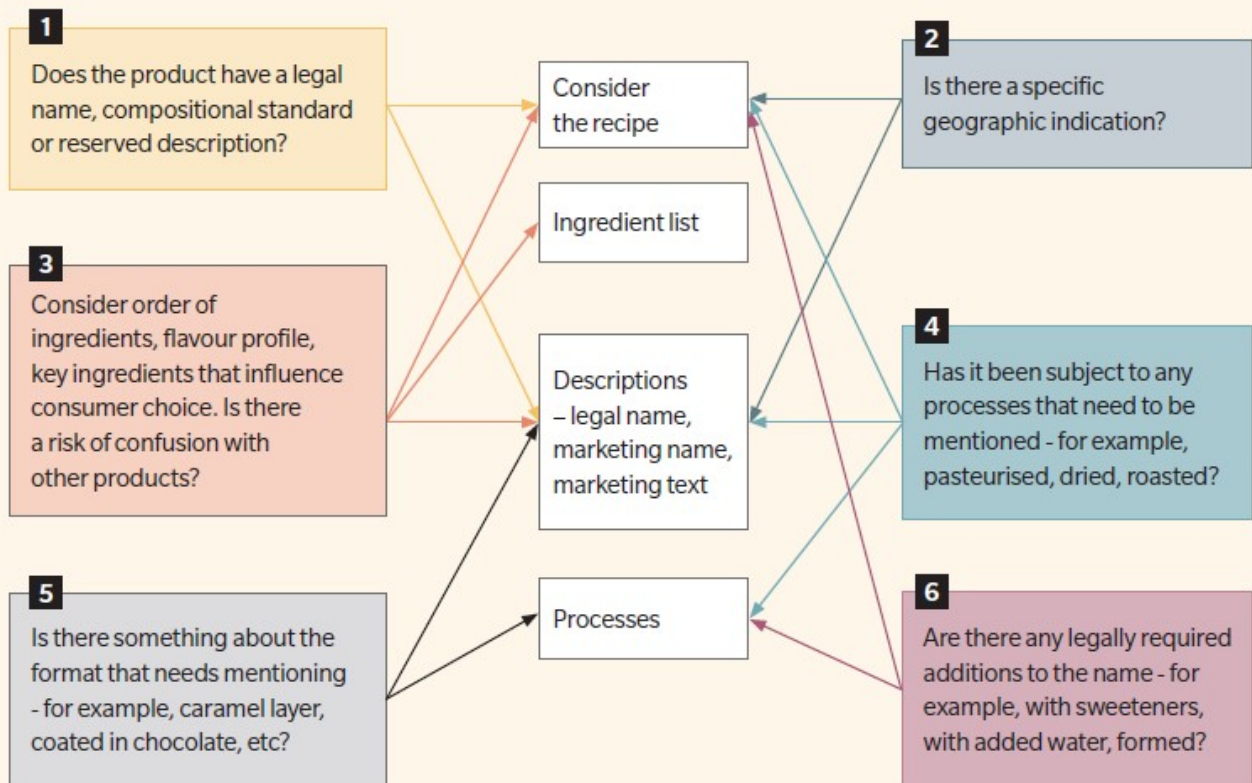 1
Does the product have a legal
name, compositional standard
or reserved description?
2
Is there a specific
geographic indication?
Consider
the recipe
Ingredient list
3
Consider order of
ingredients, flavour profile,
key ingredients that influence
consumer choice. Is there
a risk of confusion with
other products?
Descriptions
– legal name,
marketing name,
marketing text
4
Has it been subject to any
processes that need to be
mentioned - for example,
pasteurised, dried, roasted?
5
Is there something about the
format that needs mentioning
- for example, caramel layer,
coated in chocolate, etc?
Processes
6
Are there any legally required
additions to the name - for
example, with sweeteners,
with added water, formed?